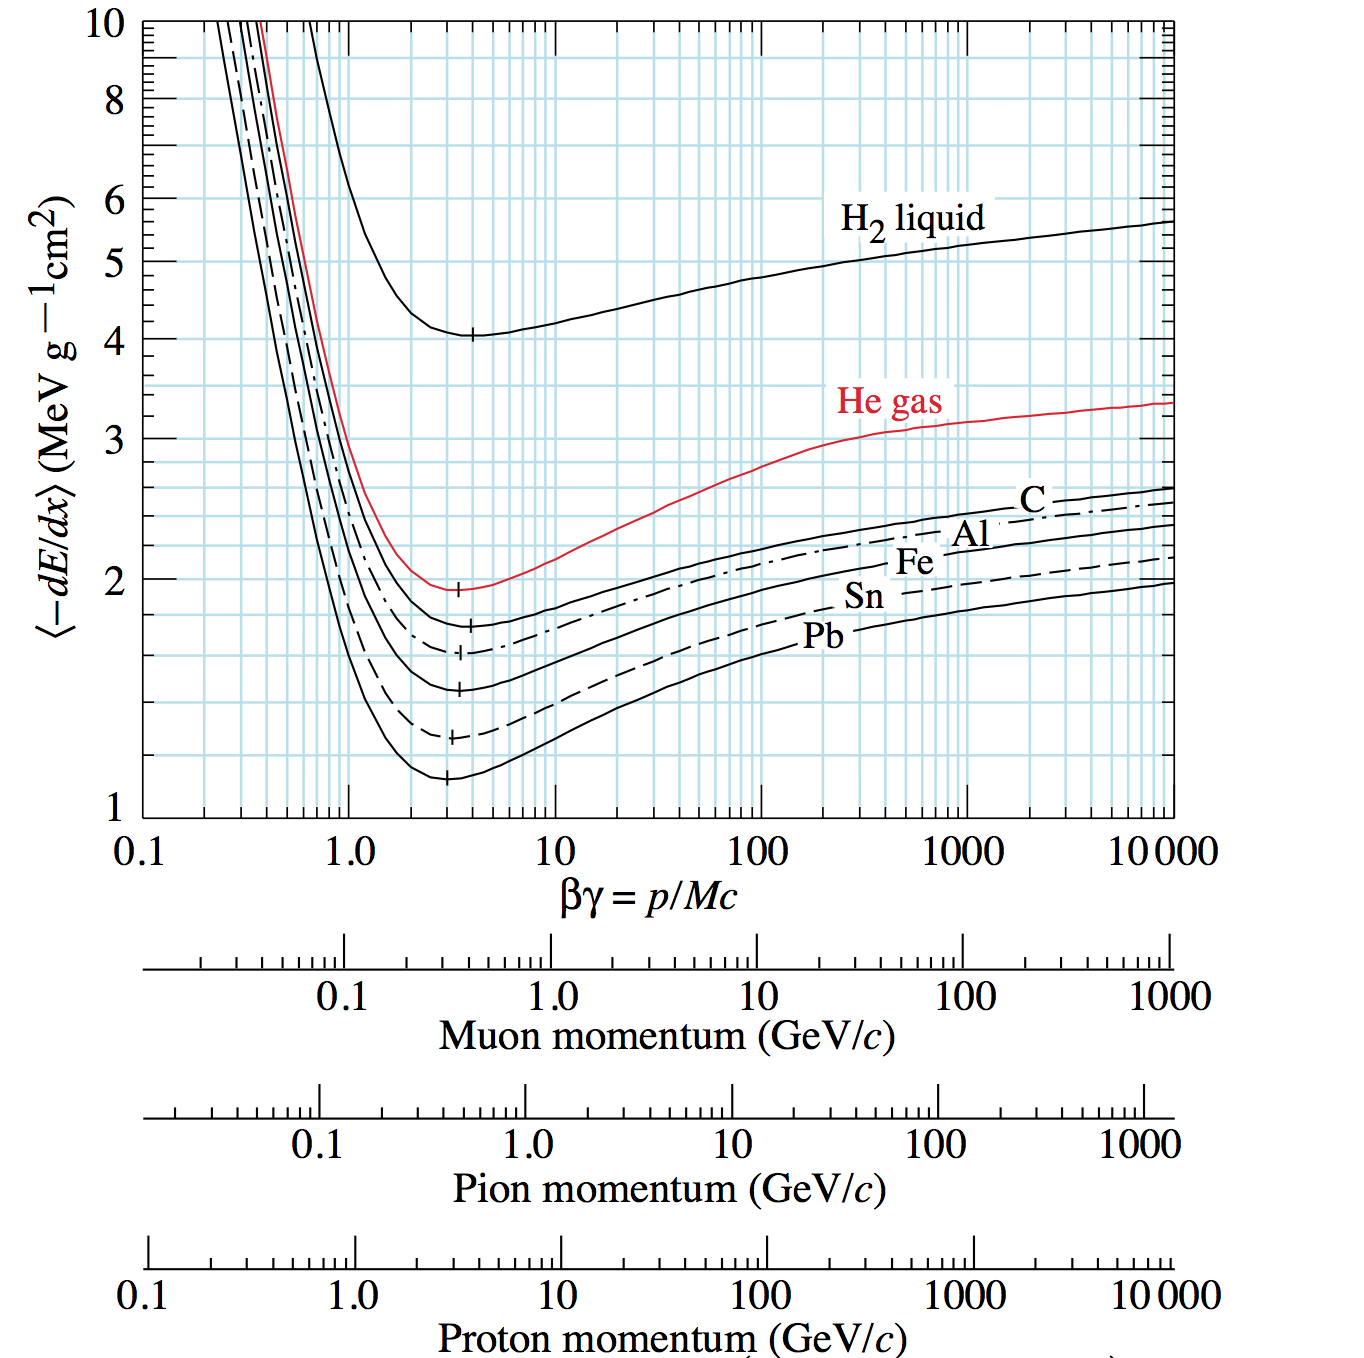 10
8
6
5
4
3
2
1
⟨–dE/dx⟩ (MeV g –1cm2)
H2 liquid
He gas
C
Al
Fe
Sn
Pb
0.1 1.0 10 100 1000 10 000
βγ = p/Mc
0.1 1.0 10 100 1000
Muon momentum (GeV/c)
0.1 1.0 10 100 1000
Pion momentum (GeV/c)
0.1 1.0 10 100 1000 10 000
Proton momentum (GeV/c)